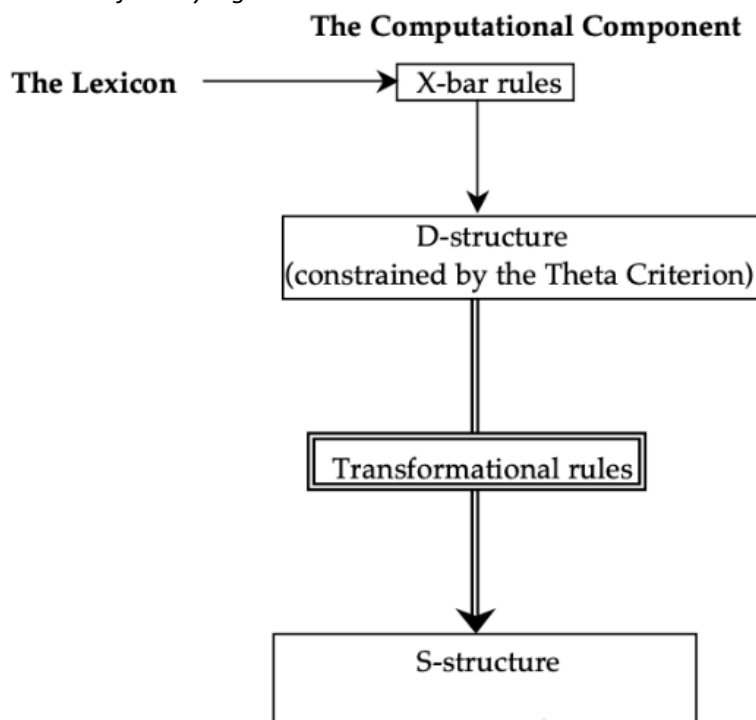 The Computational Component
The Lexicon
X-bar rules
D-structure
(constrained by the Theta Criterion)
Transformational rules
S-structure